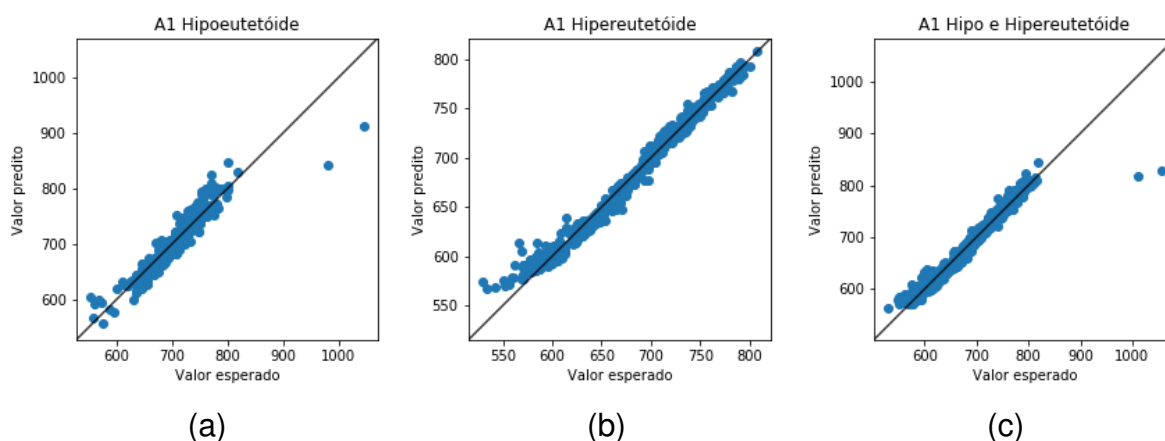 A1 Hipoeutetóide
1000
900
800
700
600
Valor predito
600 700 800 900 1000
Valor esperado
(a)
A1 Hipereutetóide
800
750
700
650
600
550
Valor predito
550 600 650 700 750 800
Valor esperado
(b)
A1 Hipo e Hipereutetóide
1000
900
800
700
600
Valor predito
600 700 800 900 1000
Valor esperado
(c)